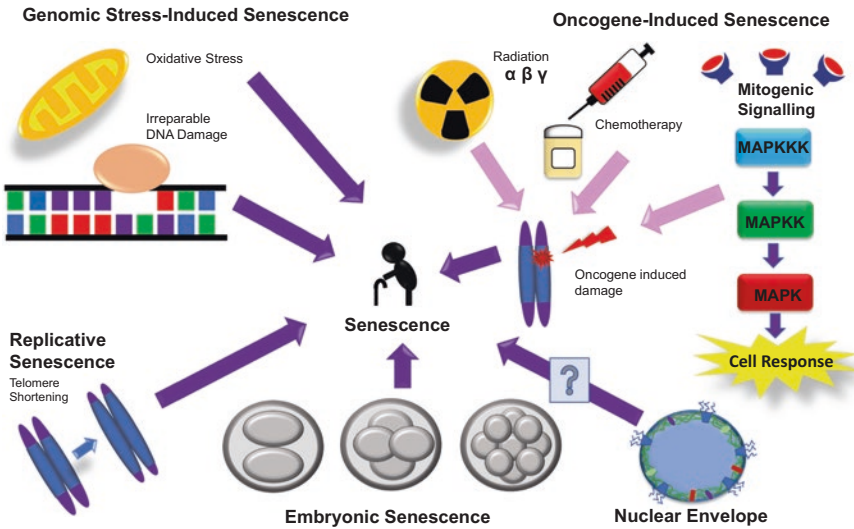 Genomic Stress-Induced Senescence
Oxidative Stress
Irreparable
DNA Damage
Oncogene-Induced Senescence
Radiation
α β γ
Chemotherapy
Mitogenic
Signalling
MAPKKK
MAPKK
MAPK
Cell Response
Oncogene induced
damage
Senescence
Replicative
Senescence
Telomere
Shortening
?
Embryonic Senescence
Nuclear Envelope